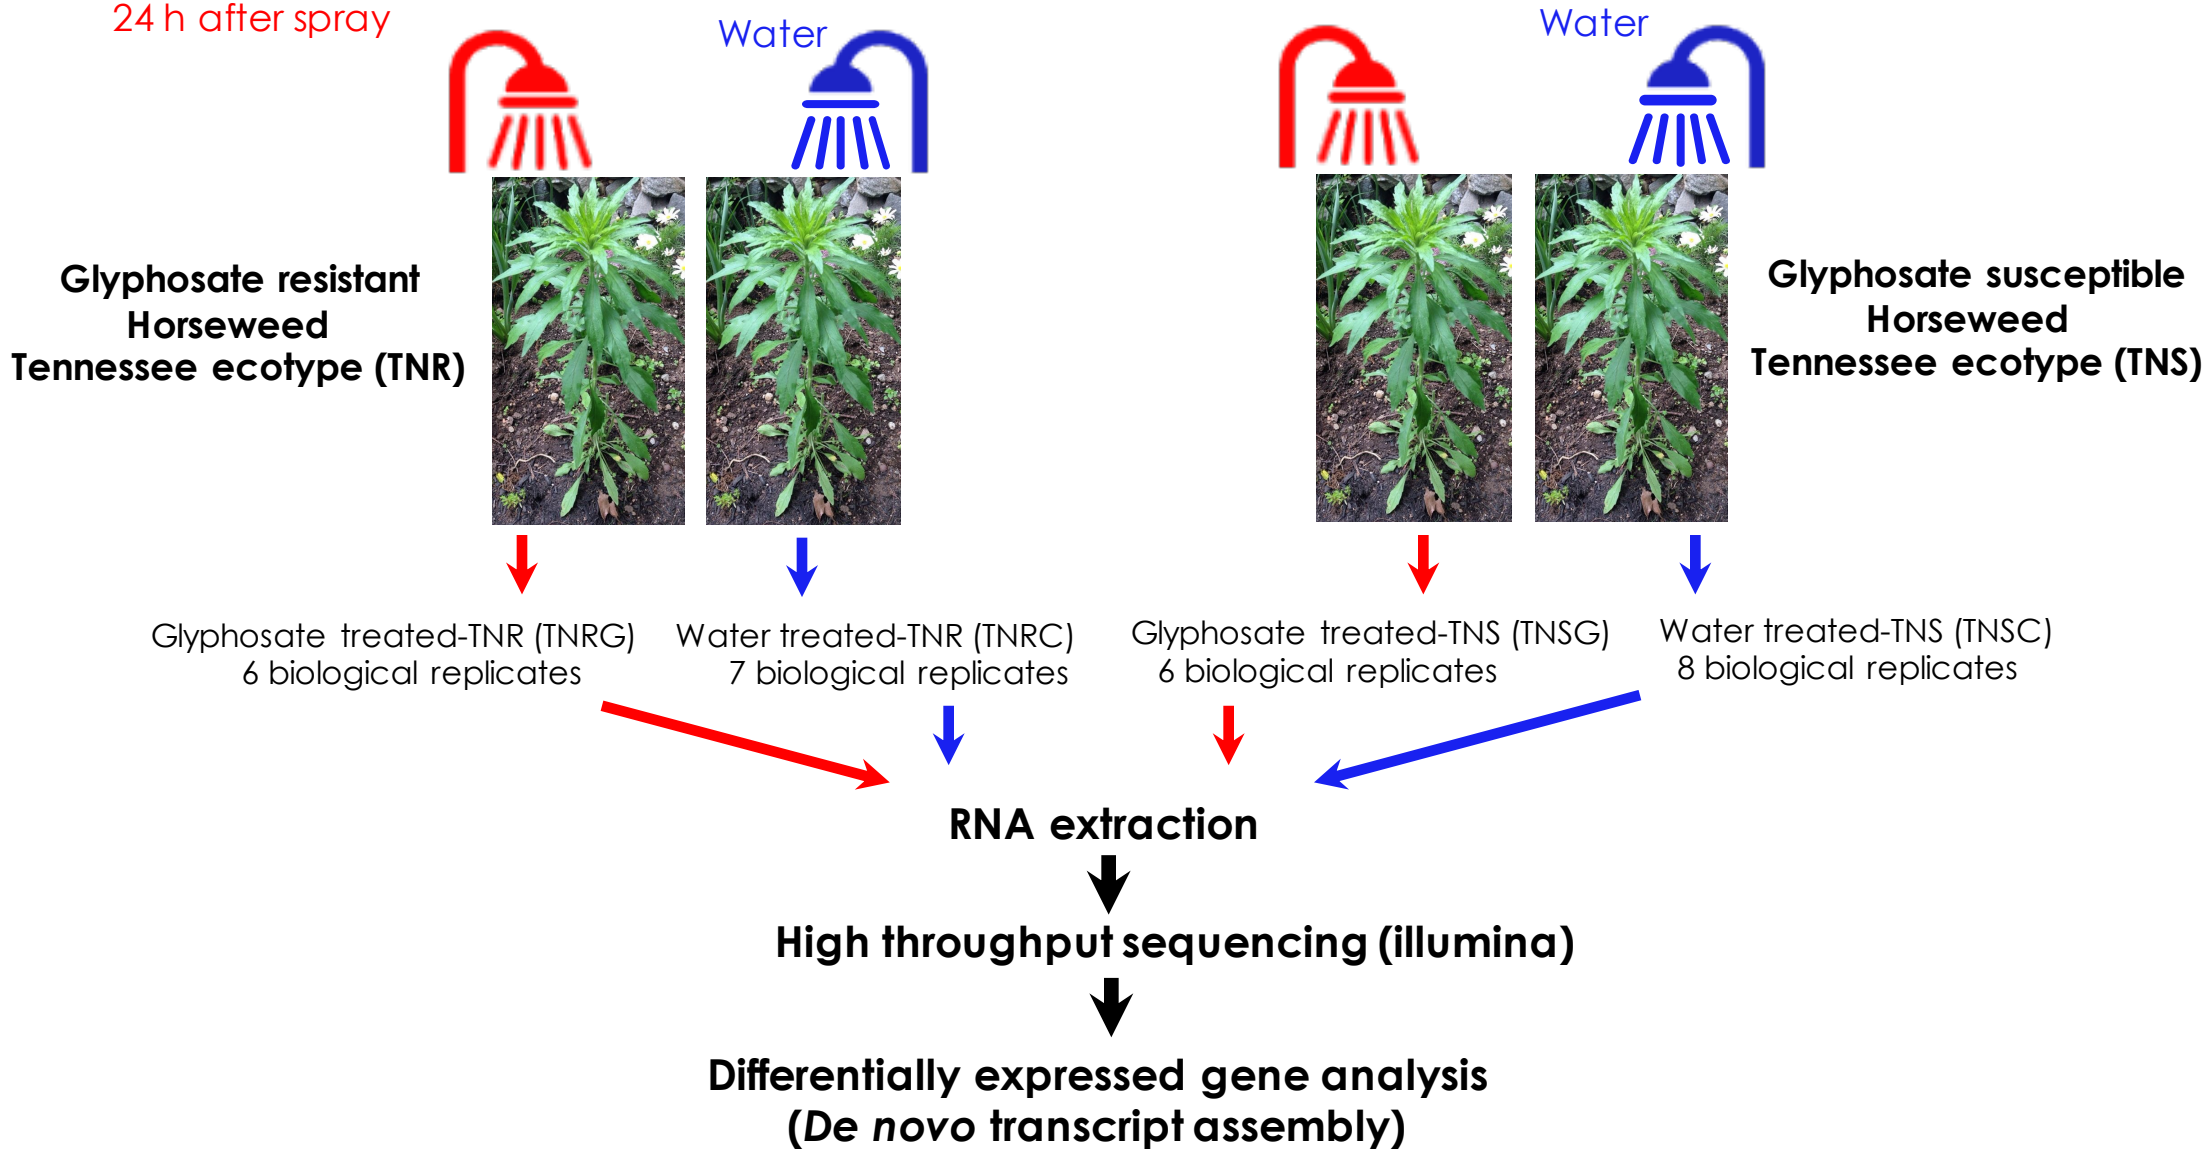 24 h after spray
Water
Water
Glyphosate resistant
Horseweed
Tennessee ecotype (TNR)
Glyphosate susceptible
Horseweed
Tennessee ecotype (TNS)
Glyphosate treated-TNR (TNRG)
6 biological replicates
Water treated-TNR (TNRC)
7 biological replicates
Glyphosate treated-TNS (TNSG)
6 biological replicates
Water treated-TNS (TNSC)
8 biological replicates
RNA extraction
High throughput sequencing (illumina)
Differentially expressed gene analysis
(De novo transcript assembly)